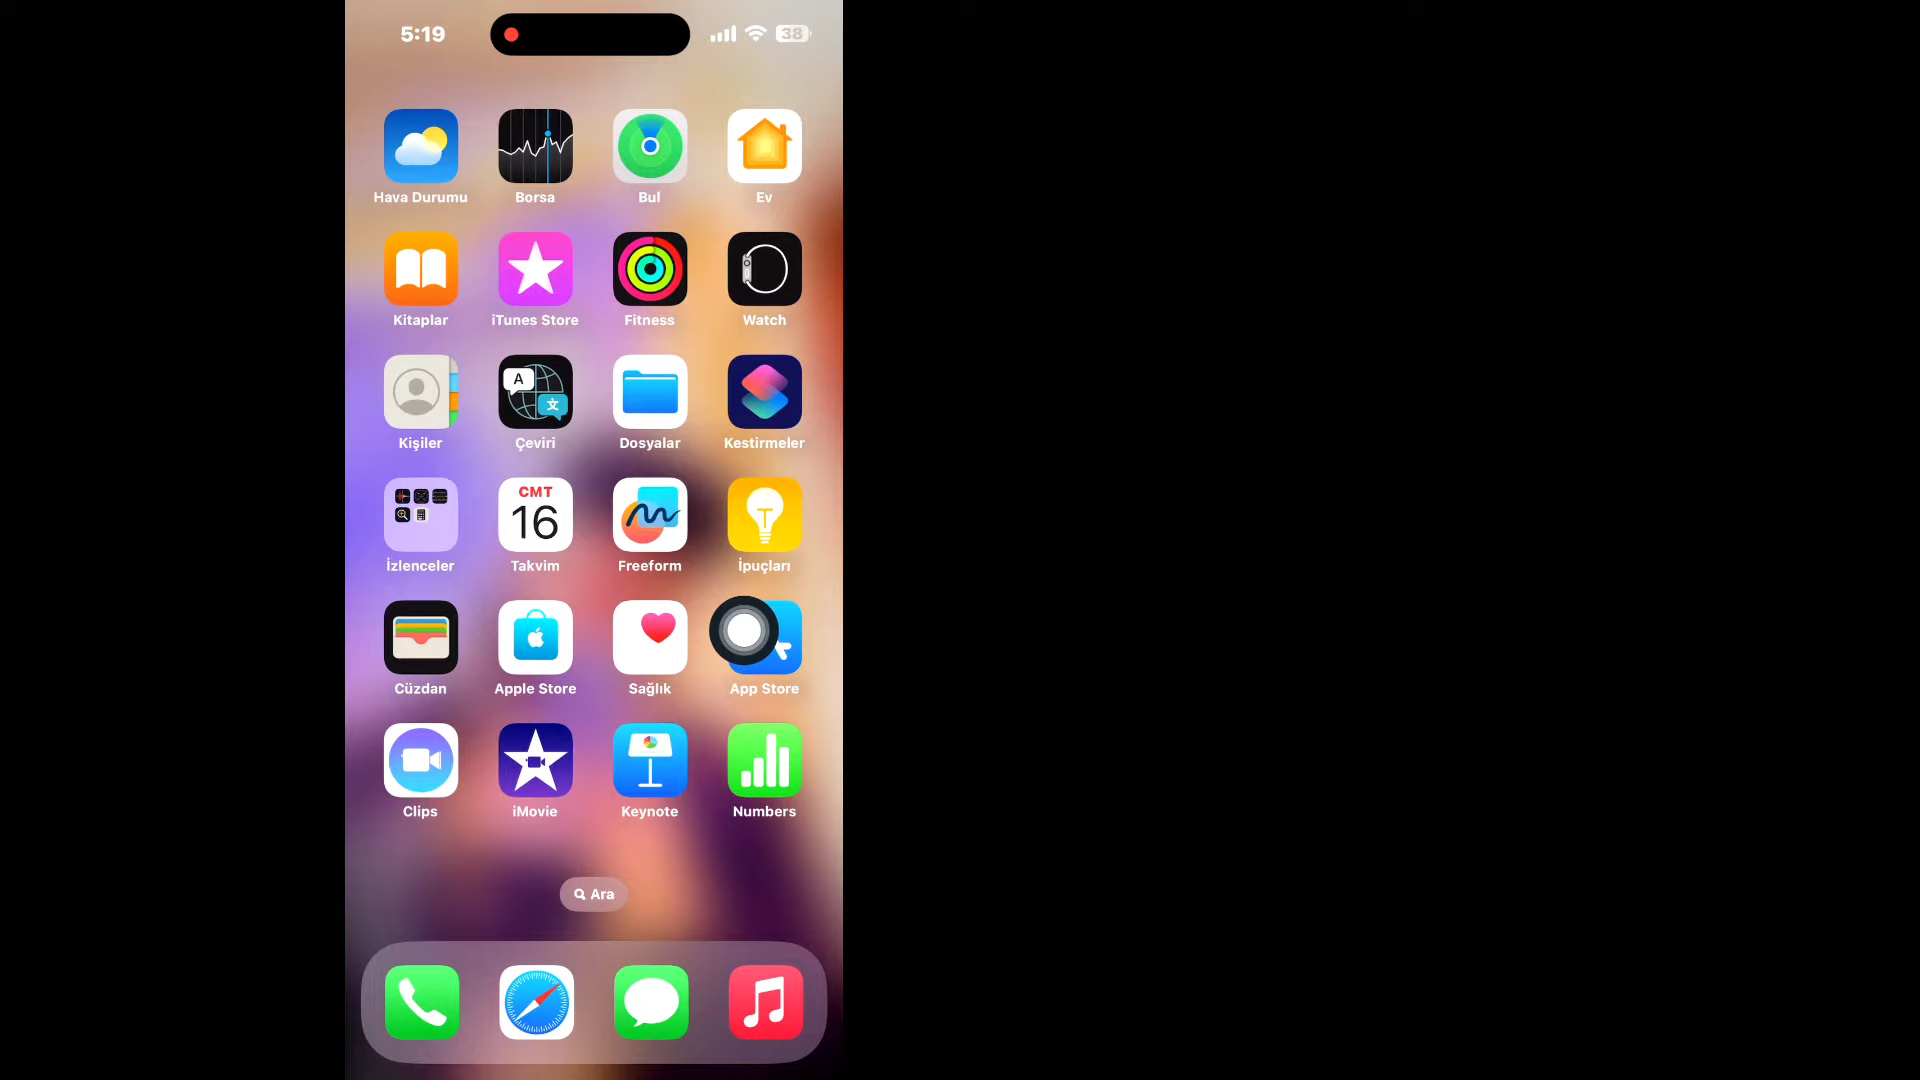 5:19
38
Hava Durumu
Borsa
Bul
Ev
Kitaplar
iTunes Store
Fitness
Watch
A
文
Kişiler
Çeviri
Dosyalar
Kestirmeler
CMT
16
İzlenceler
Takvim
Freeform
İpuçları
Cüzdan
Apple Store
Sağlık
App Store
Clips
iMovie
Keynote
Numbers
Ara